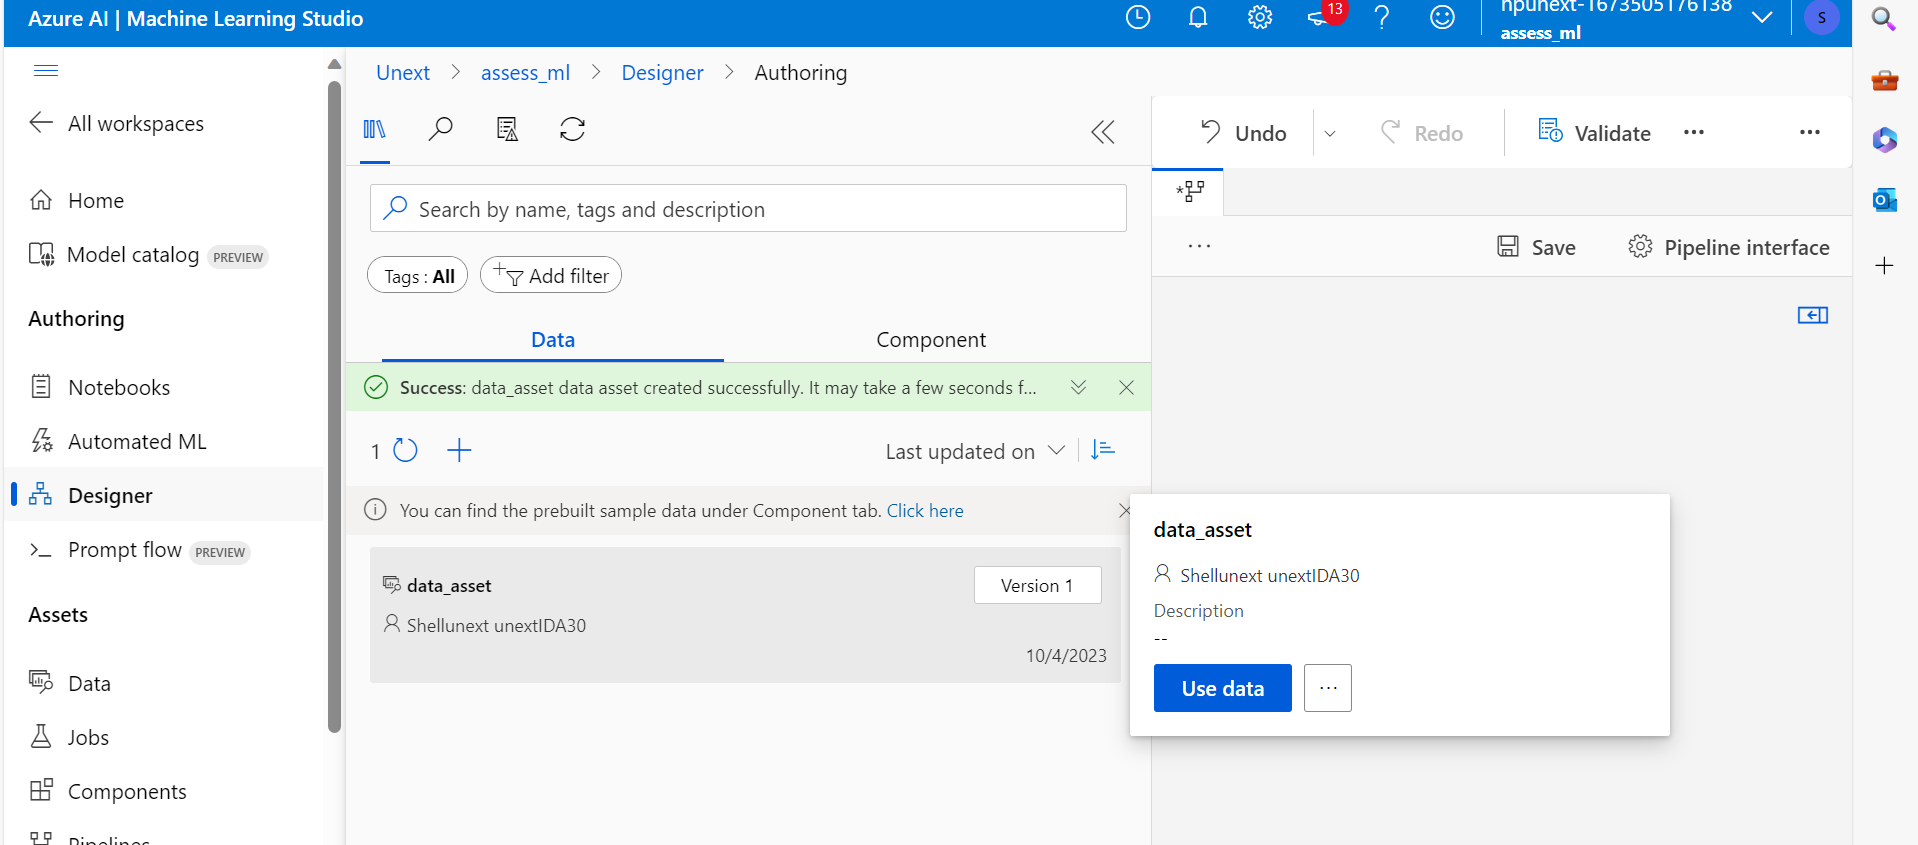 Azure AI | Machine Learning Studio
13
npunext-1673505176138
assess_ml
S
All workspaces
Home
Model catalog PREVIEW
Authoring
Notebooks
Automated ML
Designer
Prompt flow PREVIEW
Assets
Data
Jobs
Components
Pipelines
Unext > assess_ml > Designer > Authoring
Search by name, tags and description
Tags : All
Add filter
Data
Component
Success: data_asset data asset created successfully. It may take a few seconds f...
1
Last updated on
You can find the prebuilt sample data under Component tab. Click here
data_asset
Version 1
Shellunext unextIDA30
10/4/2023
Undo
Redo
Validate
...
...
...
Save
Pipeline interface
data_asset
Shellunext unextIDA30
Description
--
Use data
...